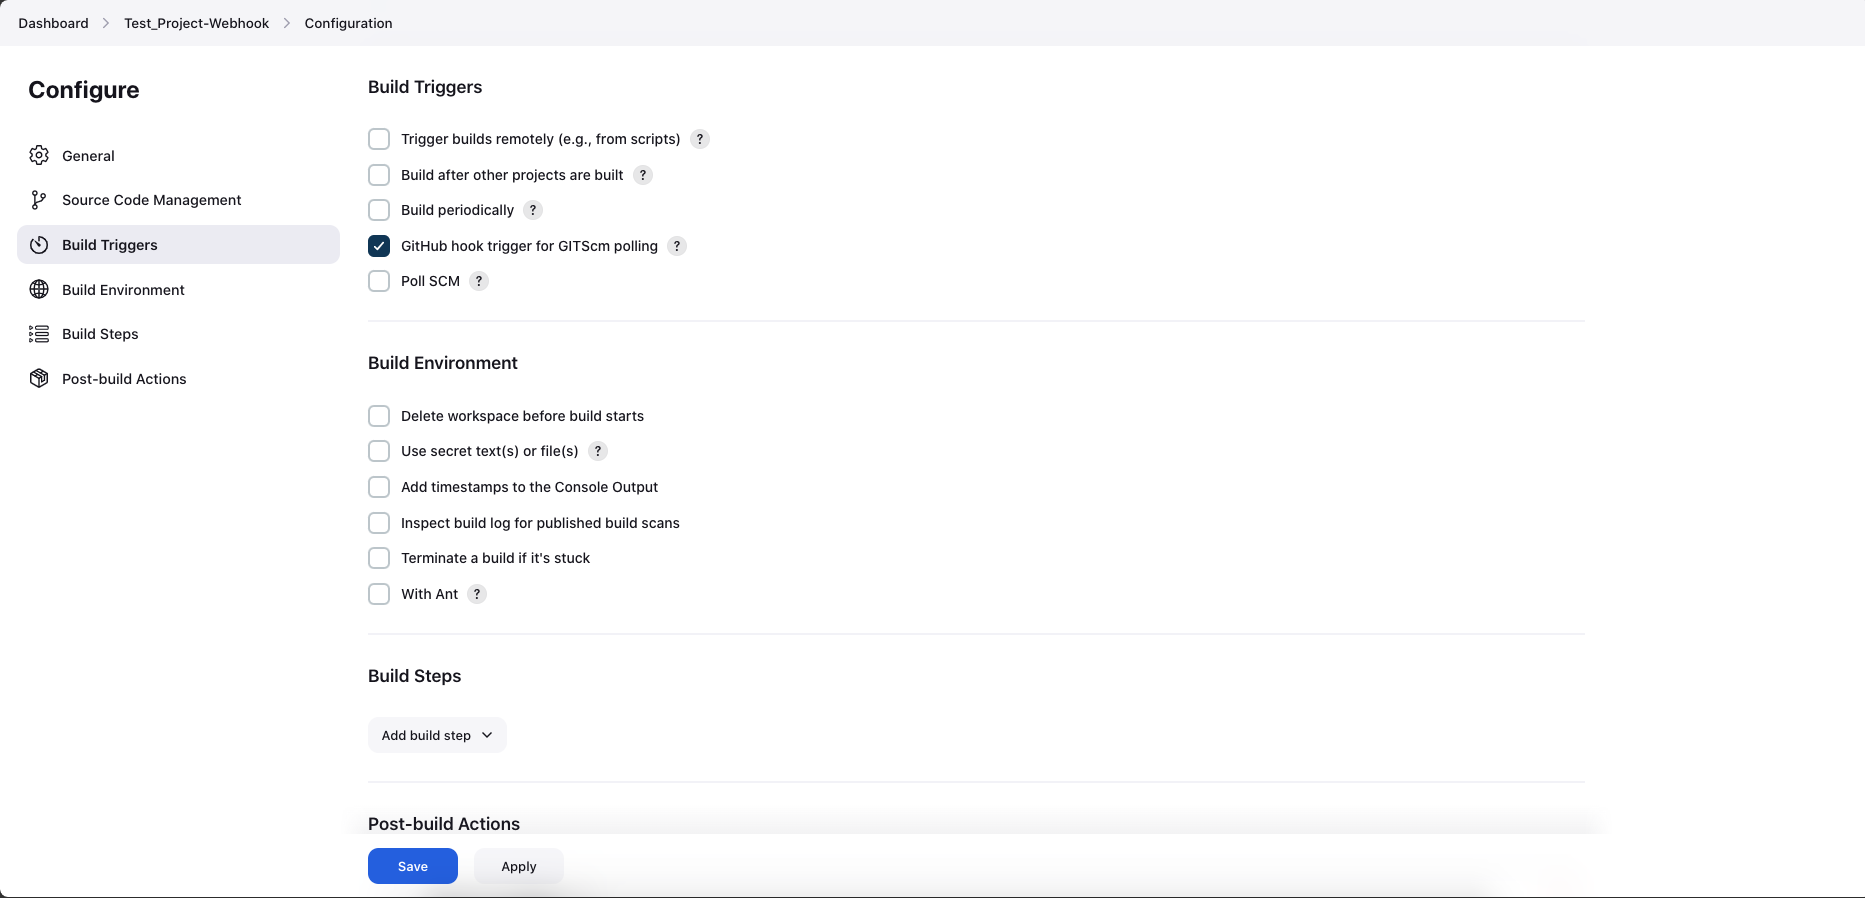 Dashboard > Test_Project-Webhook > Configuration
Configure
General
Source Code Management
Build Triggers
Build Environment
Build Steps
Post-build Actions
Build Triggers
Trigger builds remotely (e.g., from scripts) ?
Build after other projects are built ?
Build periodically ?
GitHub hook trigger for GITScm polling ?
Poll SCM ?
Build Environment
Delete workspace before build starts
Use secret text(s) or file(s) ?
Add timestamps to the Console Output
Inspect build log for published build scans
Terminate a build if it's stuck
With Ant ?
Build Steps
Add build step
Post-build Actions
Save Apply